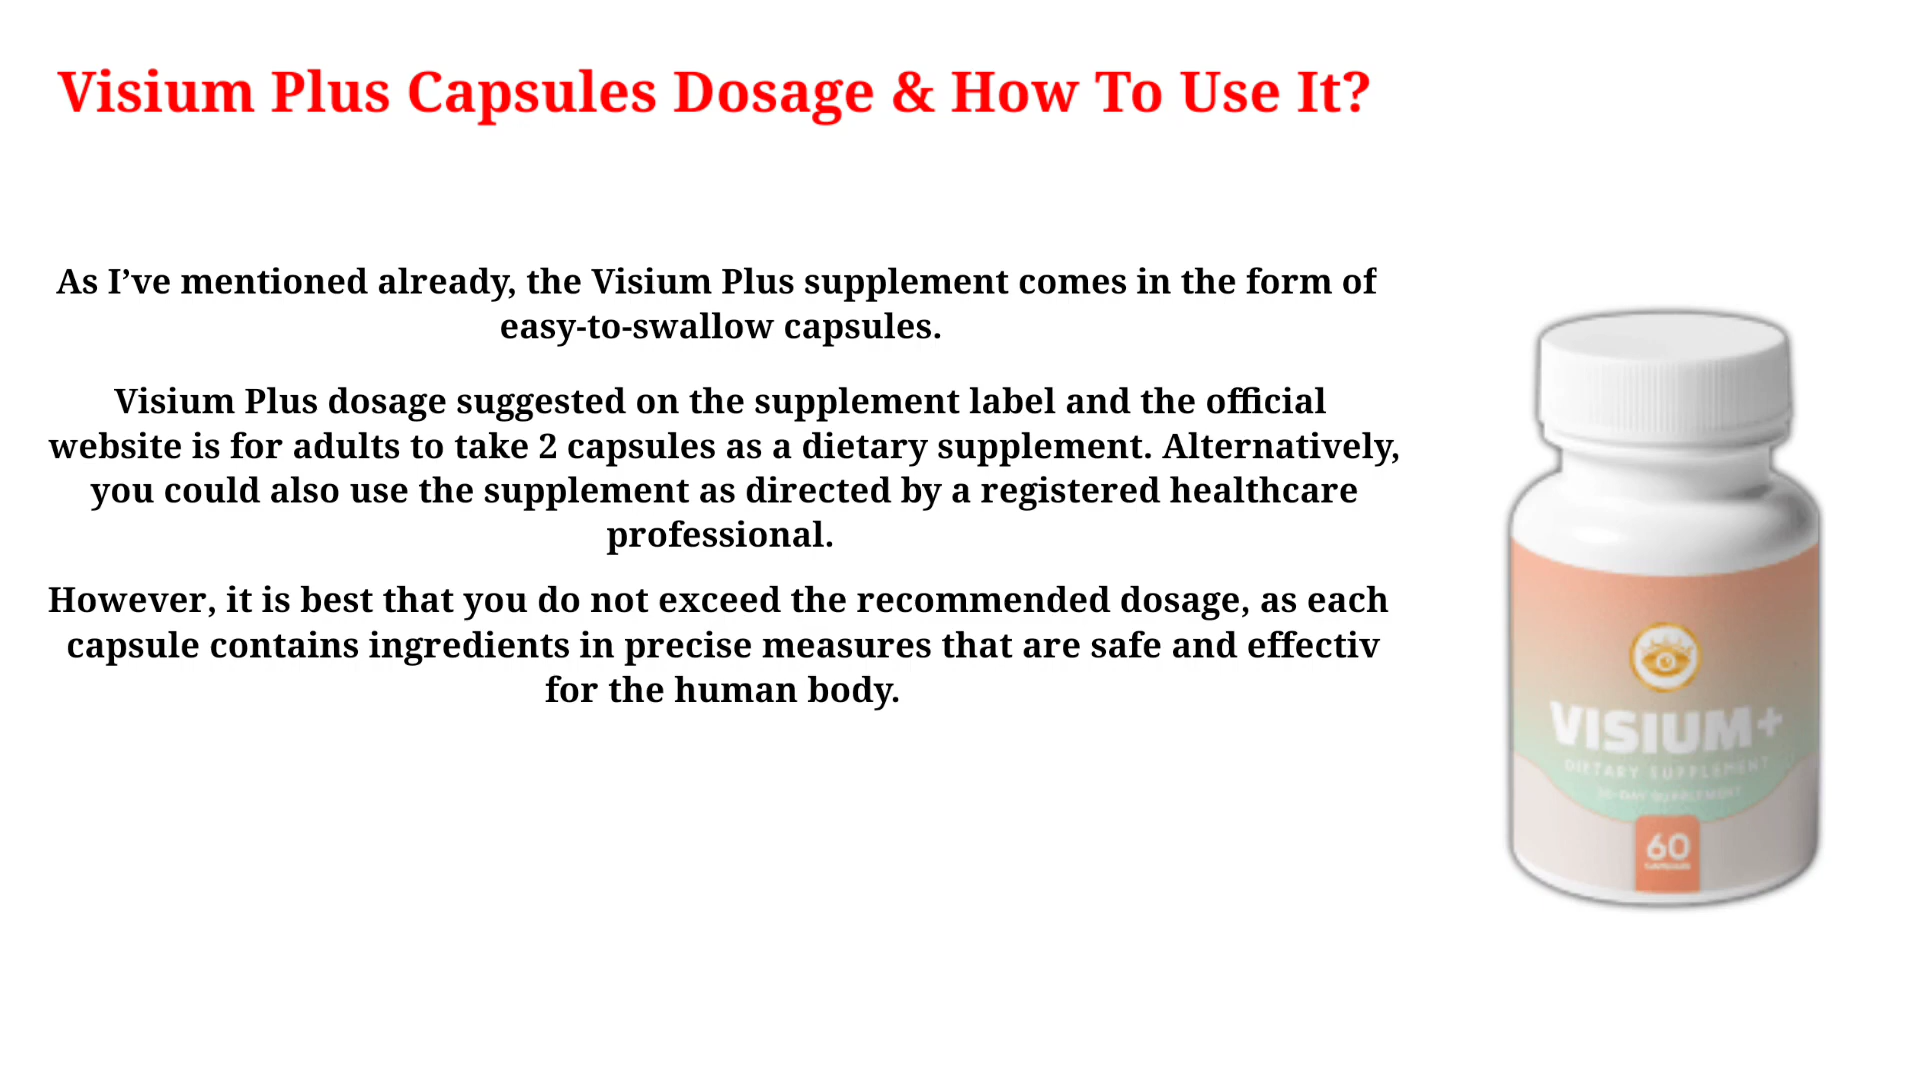 Visium Plus Capsules Dosage & How To Use It?
As I’ve mentioned already, the Visium Plus supplement comes in the form of
easy-to-swallow capsules.
Visium Plus dosage suggested on the supplement label and the official
website is for adults to take 2 capsules as a dietary supplement. Alternatively,
you could also use the supplement as directed by a registered healthcare
professional.
However, it is best that you do not exceed the recommended dosage, as each
capsule contains ingredients in precise measures that are safe and effectiv
for the human body.
VISIUM+
DIETARY SUPPLEMENT
30-DAY SUPPLEMENT
60
CAPSULES